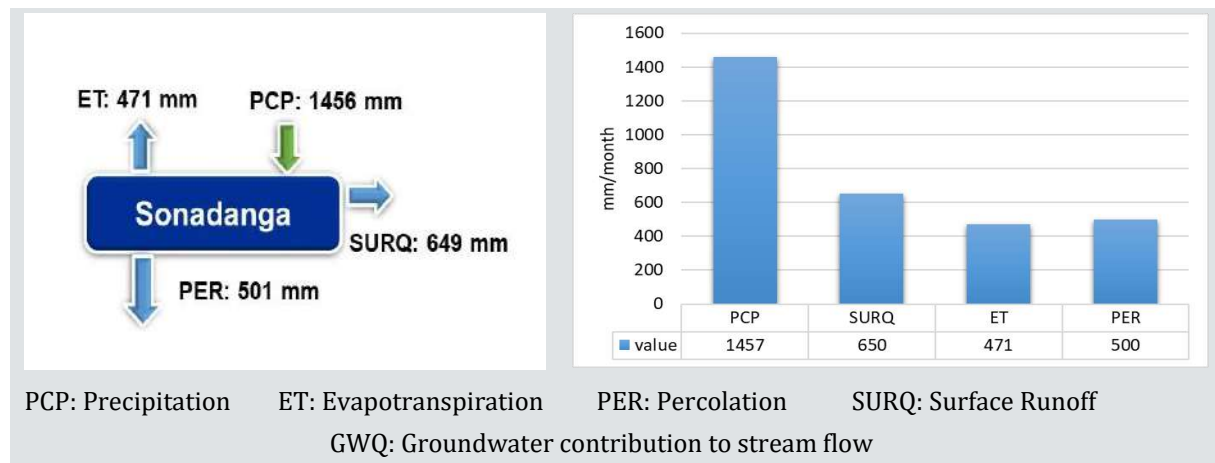 ET: 471 mm
PCP: 1456 mm
Sonadanga
SURQ: 649 mm
PER: 501 mm
1600
1400
1200
1000
800
600
400
200
0
mm/month
PCP SURQ ET PER
value 1457 650 471 500
PCP: Precipitation ET: Evapotranspiration PER: Percolation SURQ: Surface Runoff
GWQ: Groundwater contribution to stream flow